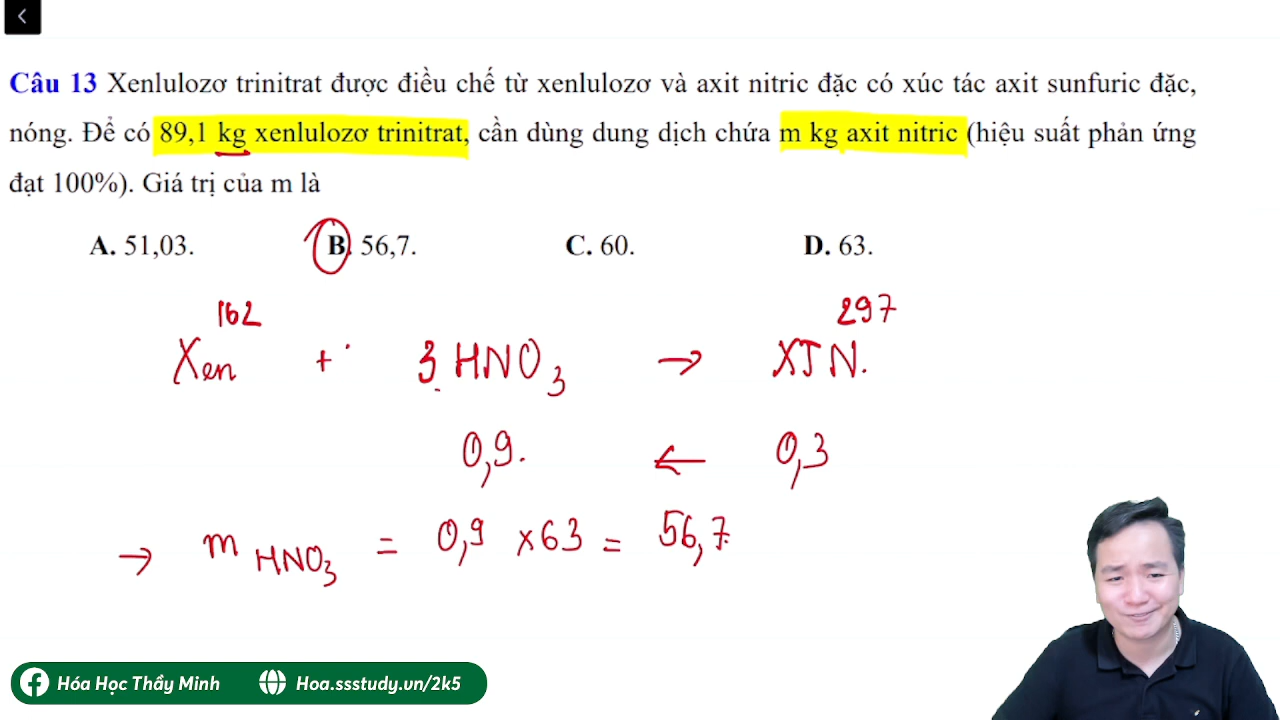 Câu 13 Xenlulozơ trinitrat được điều chế từ xenlulozơ và axit nitric đặc có xúc tác axit sunfuric đặc,
nóng. Để có 89,1 kg xenlulozơ trinitrat, cần dùng dung dịch chứa m kg axit nitric (hiệu suất phản ứng
đạt 100%). Giá trị của m là
A. 51,03. B. 56,7. C. 60. D. 63.
162 297
Xen + 3 HNO3 → XTN.
0,9. ← 0,3
→ m HNO3 = 0,9 × 63 = 56,7.
Hóa Học Thầy Minh Hoa.ssstudy.vn/2k5